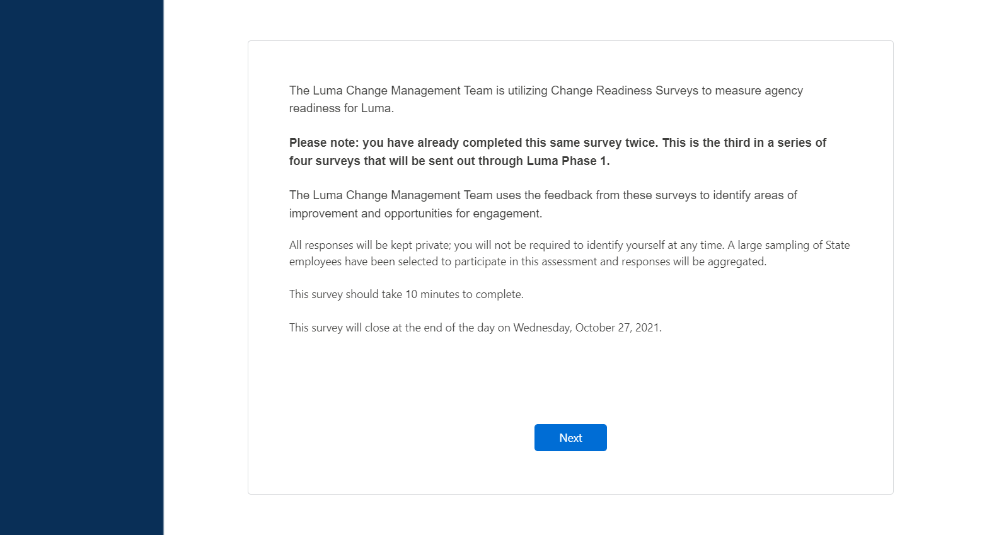 The Luma Change Management Team is utilizing Change Readiness Surveys to measure agency
readiness for Luma.
Please note: you have already completed this same survey twice. This is the third in a series of
four surveys that will be sent out through Luma Phase 1.
The Luma Change Management Team uses the feedback from these surveys to identify areas of
improvement and opportunities for engagement.
All responses will be kept private; you will not be required to identify yourself at any time. A large sampling of State
employees have been selected to participate in this assessment and responses will be aggregated.
This survey should take 10 minutes to complete.
This survey will close at the end of the day on Wednesday, October 27, 2021.
Next